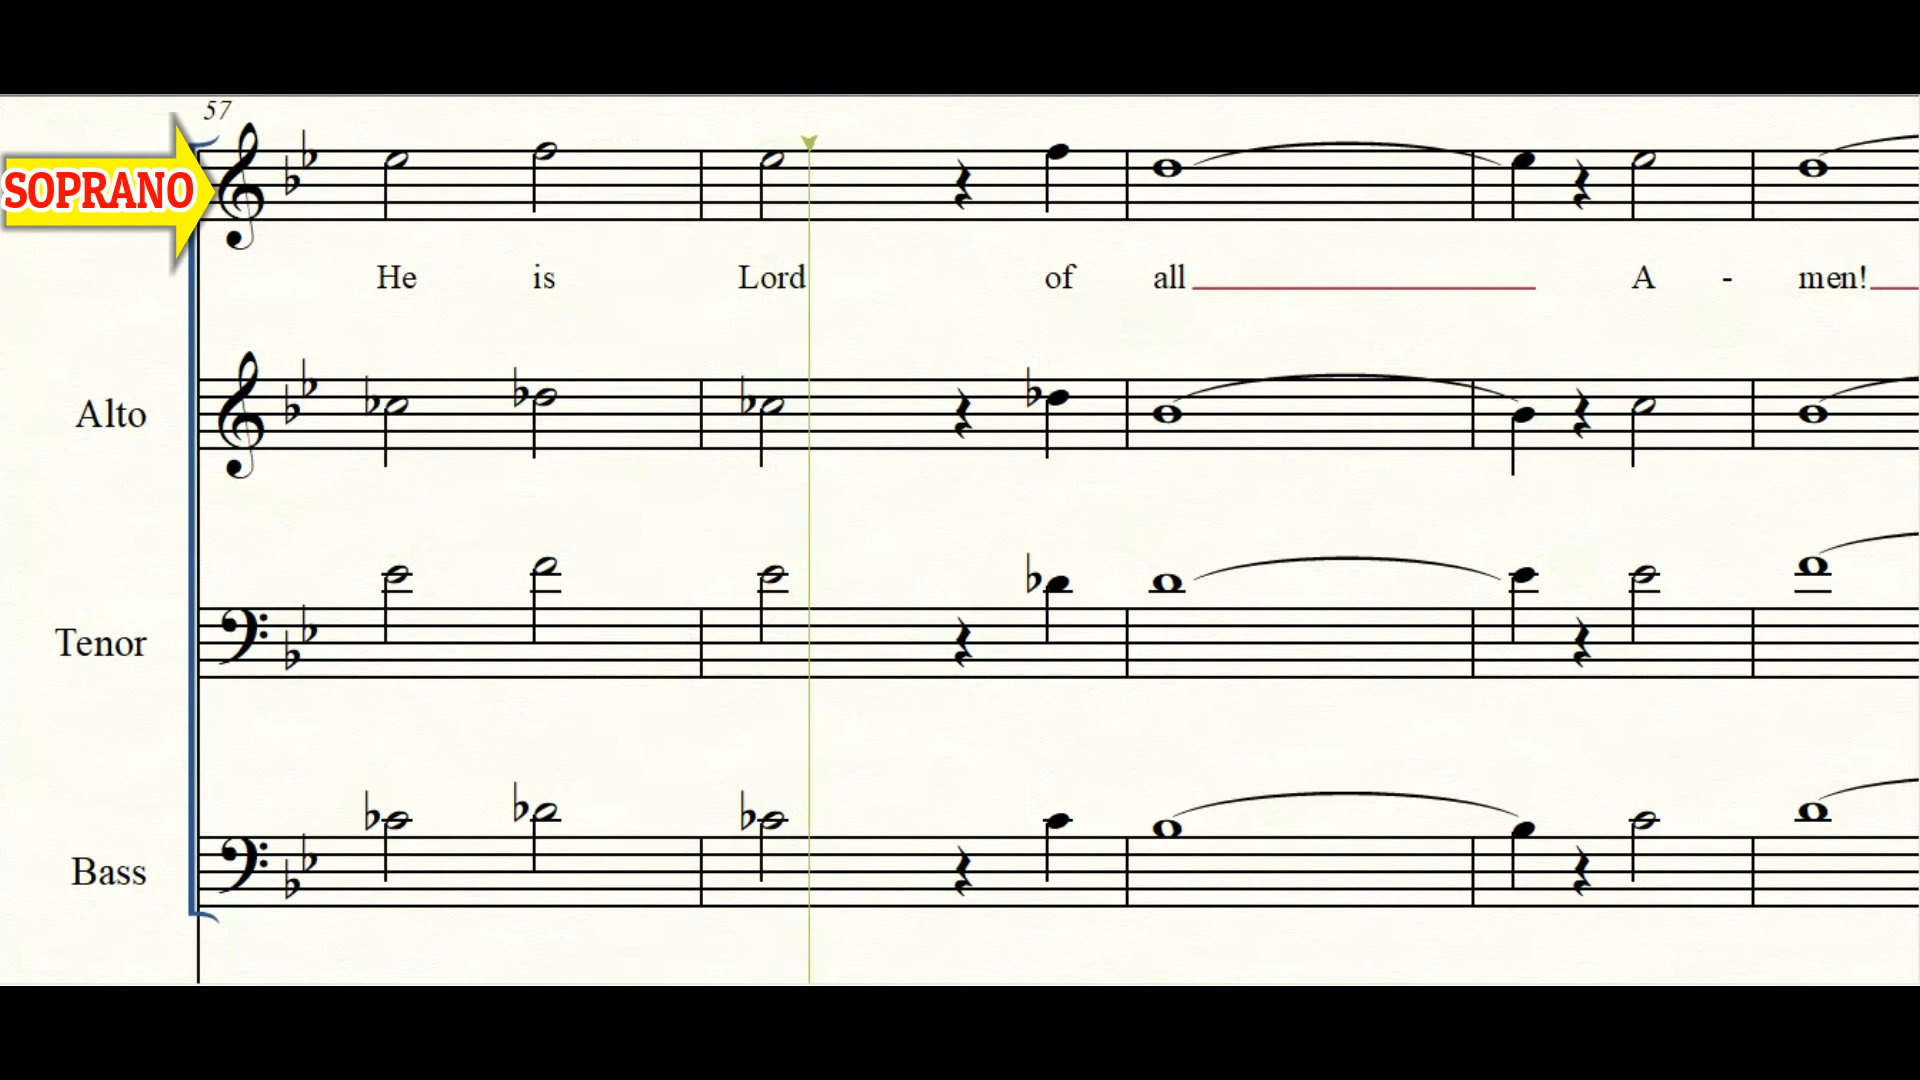 57
SOPRANO
He is Lord of all A - men!
Alto
Tenor
Bass